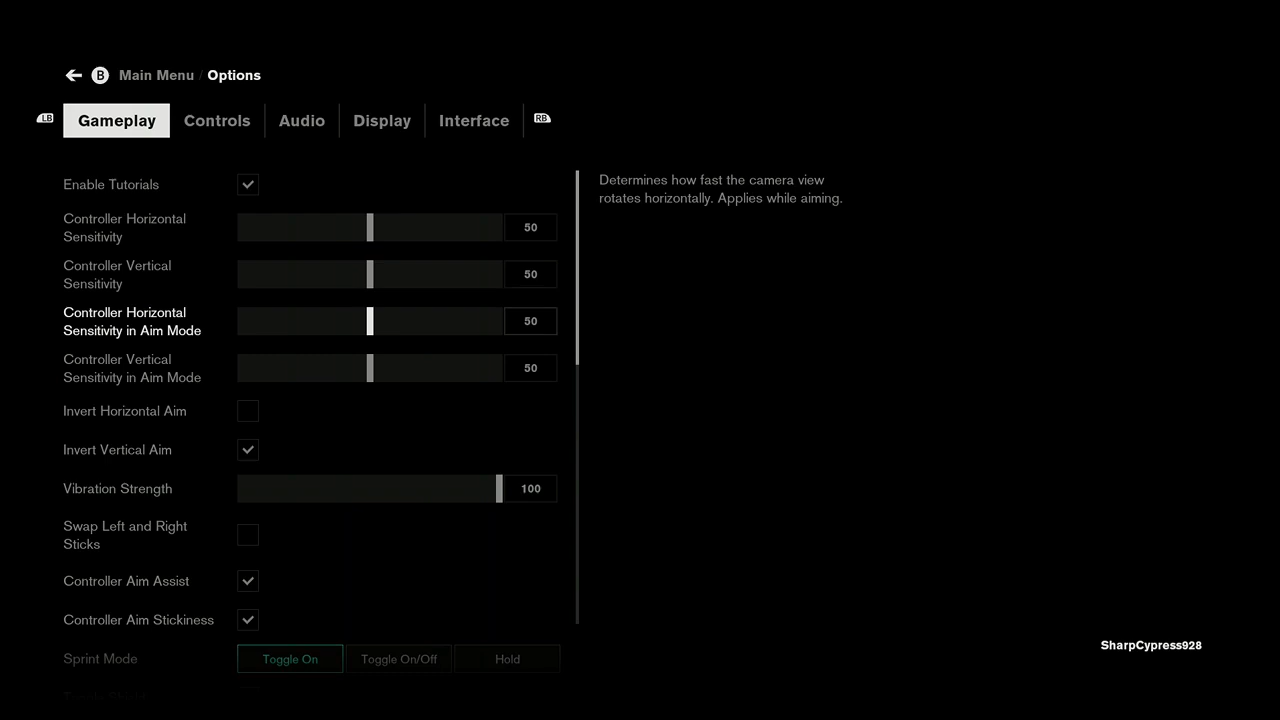 B Main Menu / Options
LB Gameplay Controls Audio Display Interface RB
Enable Tutorials
Controller Horizontal
Sensitivity
50
Controller Vertical
Sensitivity
50
Controller Horizontal
Sensitivity in Aim Mode
50
Controller Vertical
Sensitivity in Aim Mode
50
Invert Horizontal Aim
Invert Vertical Aim
Vibration Strength
100
Swap Left and Right
Sticks
Controller Aim Assist
Controller Aim Stickiness
Sprint Mode
Toggle On Toggle On/Off Hold
Determines how fast the camera view
rotates horizontally. Applies while aiming.
SharpCypress928